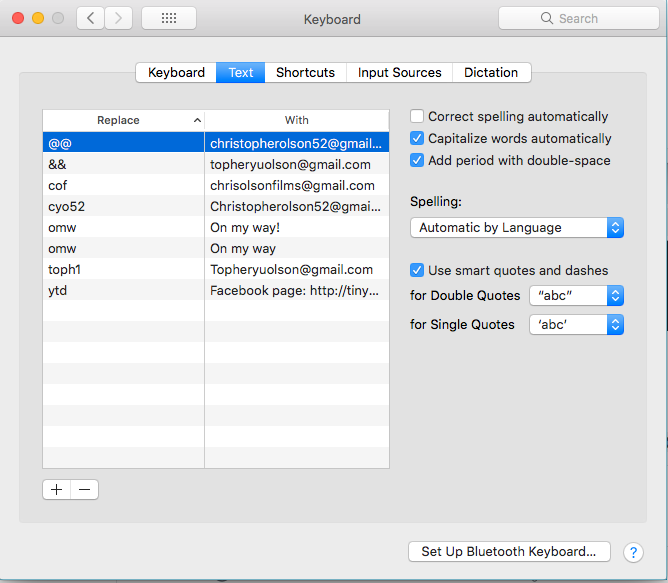 Keyboard
Search
Keyboard Text Shortcuts Input Sources Dictation
Replace With
@@ christopherolson52@gmail...
&& topheryuolson@gmail.com
cof chrisolsonfilms@gmail.com
cyo52 Christopherolson52@gmai...
omw On my way!
omw On my way
toph1 Topheryuolson@gmail.com
ytd Facebook page: http://tiny...
Correct spelling automatically
Capitalize words automatically
Add period with double-space
Spelling:
Automatic by Language
Use smart quotes and dashes
for Double Quotes “abc”
for Single Quotes ‘abc’
+ −
Set Up Bluetooth Keyboard... ?